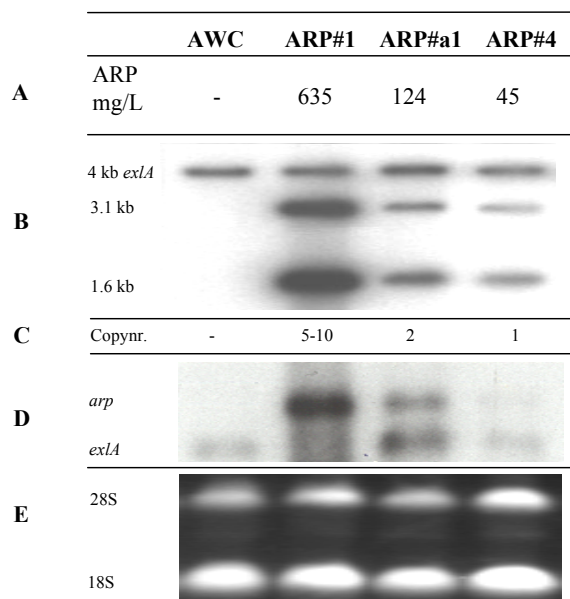 AWC ARP#1 ARP#a1 ARP#4
A ARP mg/L - 635 124 45
B 4 kb exlA
3.1 kb
1.6 kb
C Copynr. - 5-10 2 1
D arp
exlA
E 28S
18S